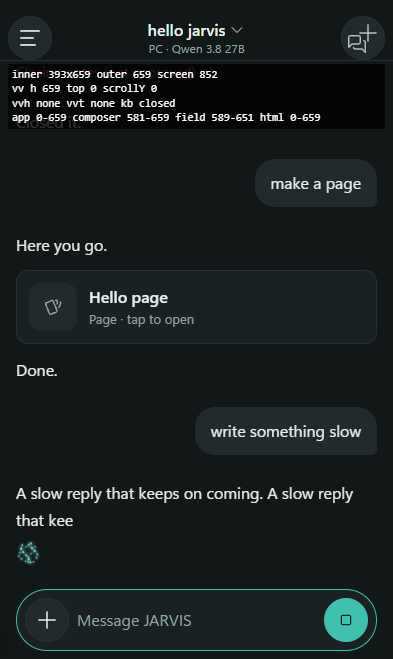 hello jarvis
PC · Qwen 3.8 27B
inner 393x659 outer 659 screen 852
vv h 659 top 0 scrollY 0
vvh none vvt none kb closed
app 0-659 composer 581-659 field 589-651 html 0-659
Closed it.
make a page
Here you go.
Hello page
Page · tap to open
Done.
write something slow
A slow reply that keeps on coming. A slow reply
that kee
Message JARVIS